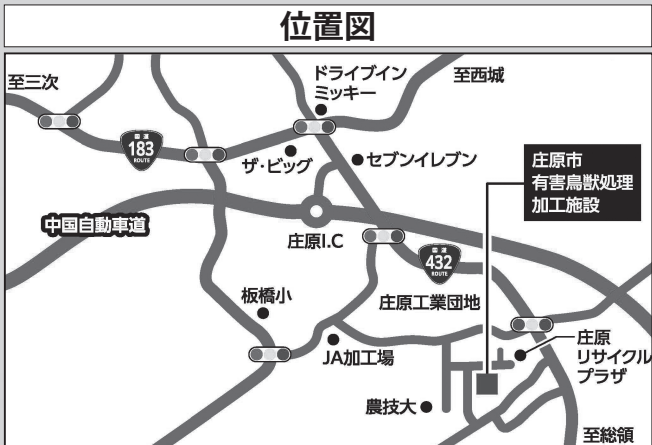 位置図
至三次
ドライブイン
ミッキー
至西城
国道
183
ROUTE
ザ・ビッグ
セブンイレブン
庄原市
有害鳥獣処理
加工施設
中国自動車道
庄原I.C
国道
432
ROUTE
板橋小
庄原工業団地
JA加工場
庄原
リサイクル
プラザ
農技大
至総領